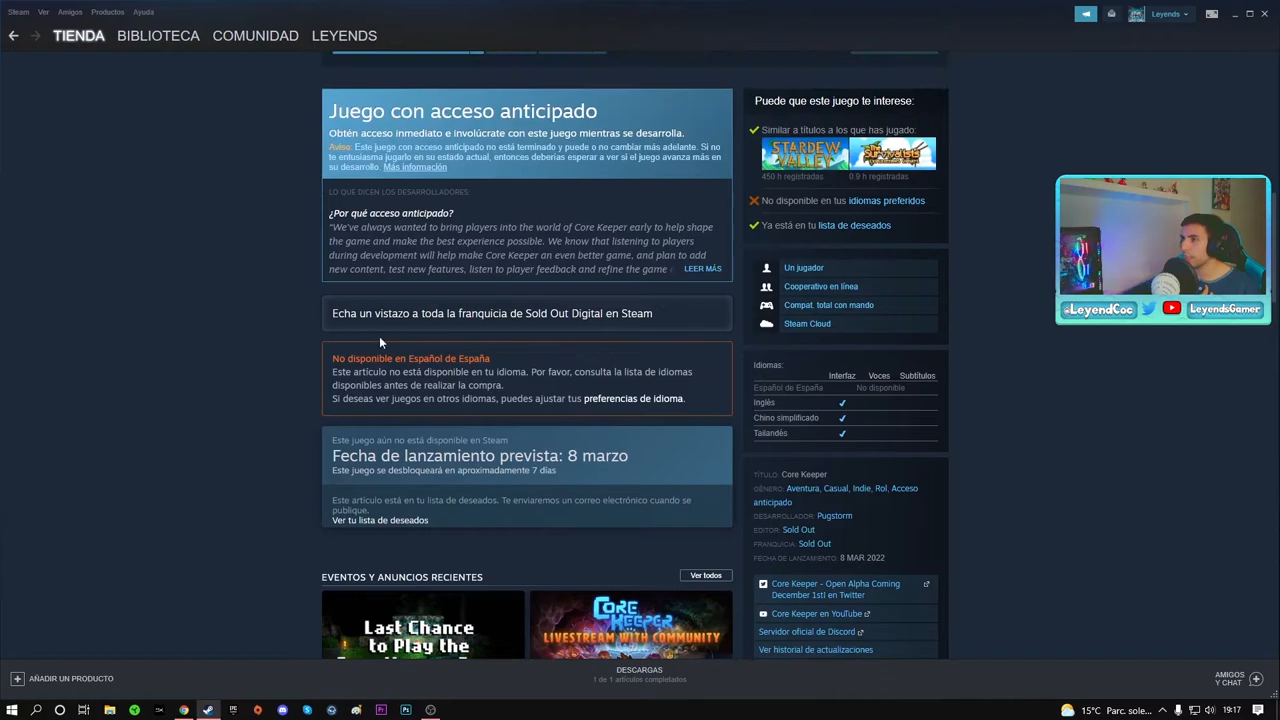 Steam Ver Amigos Productos Ayuda
Leyends
TIENDA BIBLIOTECA COMUNIDAD LEYENDS
Juego con acceso anticipado
Obtén acceso inmediato e involúcrate con este juego mientras se desarrolla.
Aviso: Este juego con acceso anticipado no está terminado y puede o no cambiar más adelante. Si no
te entusiasma jugarlo en su estado actual, entonces deberías esperar a ver si el juego avanza más en
su desarrollo. Más información
LO QUE DICEN LOS DESARROLLADORES:
¿Por qué acceso anticipado?
"We've always wanted to bring players into the world of Core Keeper early to help shape
the game and make the best experience possible. We know that listening to players
during development will help make Core Keeper an even better game, and plan to add
new content, test new features, listen to player feedback and refine the game
LEER MÁS
Echa un vistazo a toda la franquicia de Sold Out Digital en Steam
No disponible en Español de España
Este artículo no está disponible en tu idioma. Por favor, consulta la lista de idiomas
disponibles antes de realizar la compra.
Si deseas ver juegos en otros idiomas, puedes ajustar tus preferencias de idioma.
Este juego aún no está disponible en Steam
Fecha de lanzamiento prevista: 8 marzo
Este juego se desbloqueará en aproximadamente 7 días
Este artículo está en tu lista de deseados. Te enviaremos un correo electrónico cuando se
publique.
Ver tu lista de deseados
EVENTOS Y ANUNCIOS RECIENTES
Ver todos
Last Chance
to Play the
CORE
KEEPER
LIVESTREAM WITH COMMUNITY
Puede que este juego te interese:
Similar a títulos a los que has jugado:
STARDEW VALLEY
The Survivalists
450 h registradas
0.9 h registradas
No disponible en tus idiomas preferidos
Ya está en tu lista de deseados
Un jugador
Cooperativo en línea
Compat. total con mando
Steam Cloud
Idiomas:
Interfaz Voces Subtítulos
Español de España No disponible
Inglés
Chino simplificado
Tailandés
TÍTULO: Core Keeper
GÉNERO: Aventura, Casual, Indie, Rol, Acceso
anticipado
DESARROLLADOR: Pugstorm
EDITOR: Sold Out
FRANQUICIA: Sold Out
FECHA DE LANZAMIENTO: 8 MAR 2022
Core Keeper - Open Alpha Coming
December 1st! en Twitter
Core Keeper en YouTube
Servidor oficial de Discord
Ver historial de actualizaciones
@LeyendCoc
LeyendsGamer
AÑADIR UN PRODUCTO
DESCARGAS
1 de 1 artículos completados
AMIGOS
Y CHAT
15°C Parc. sole...
19:17